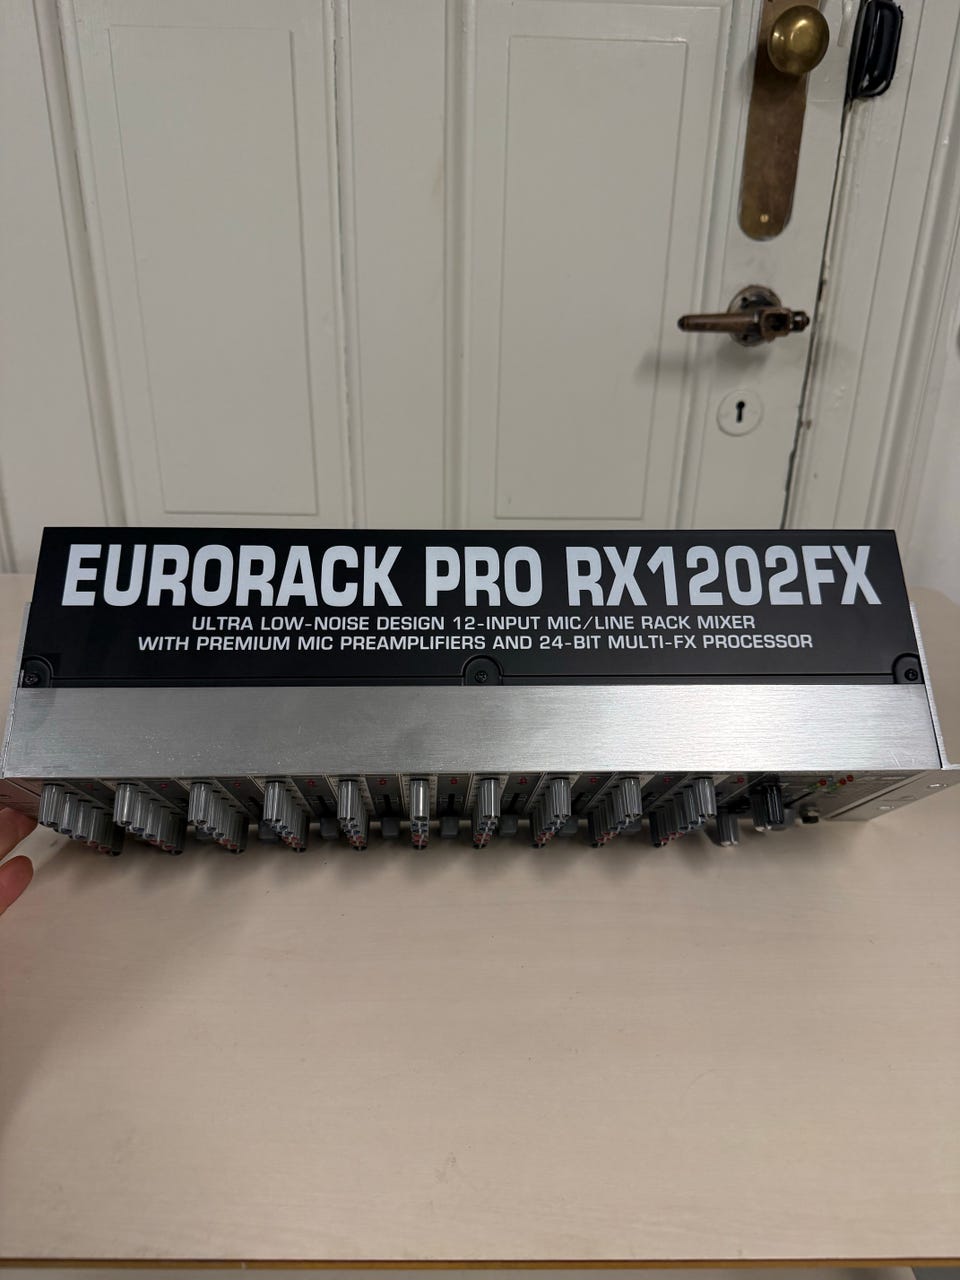 EURORACK PRO RX1202FX
ULTRA LOW-NOISE DESIGN 12-INPUT MIC/LINE RACK MIXER
WITH PREMIUM MIC PREAMPLIFIERS AND 24-BIT MULTI-FX PROCESSOR